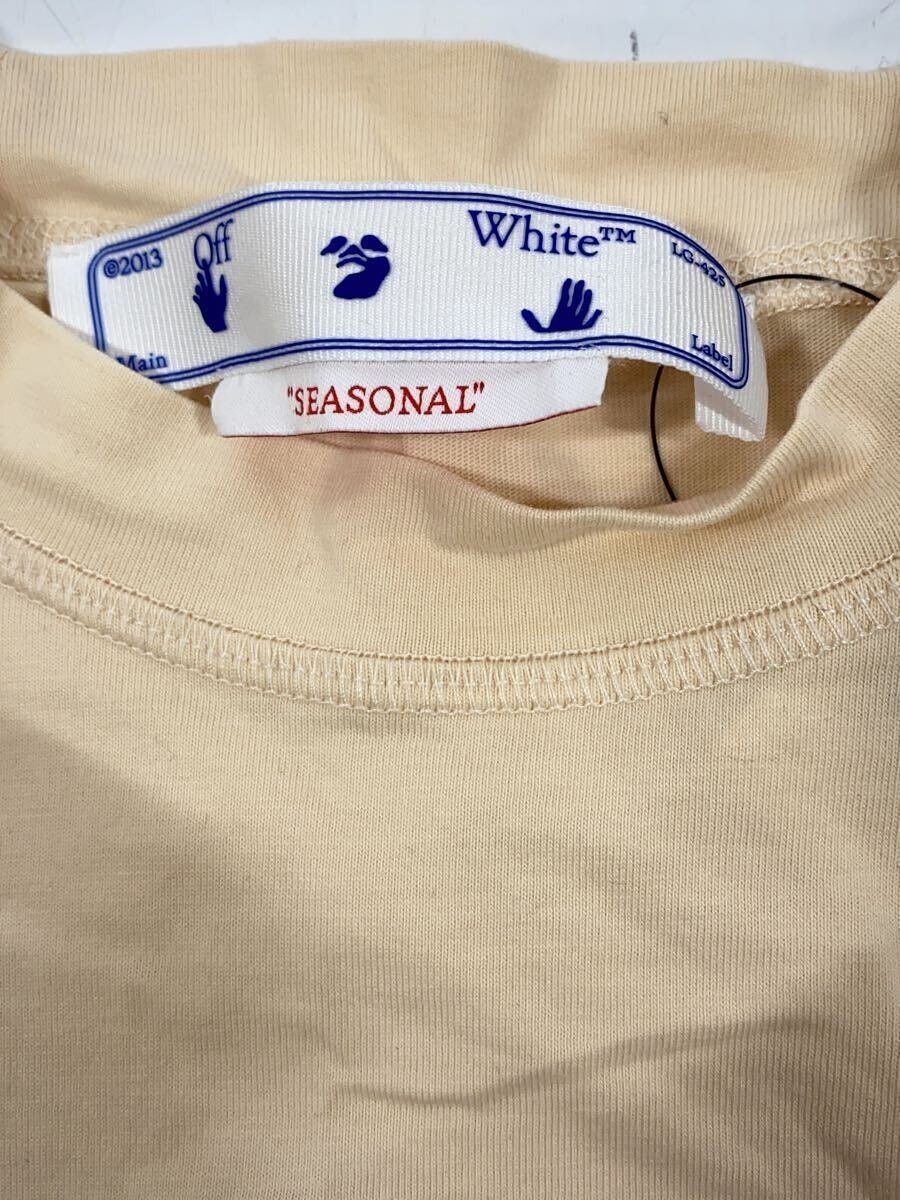 ©2013 Off White™ LG-425
Main Label
"SEASONAL"